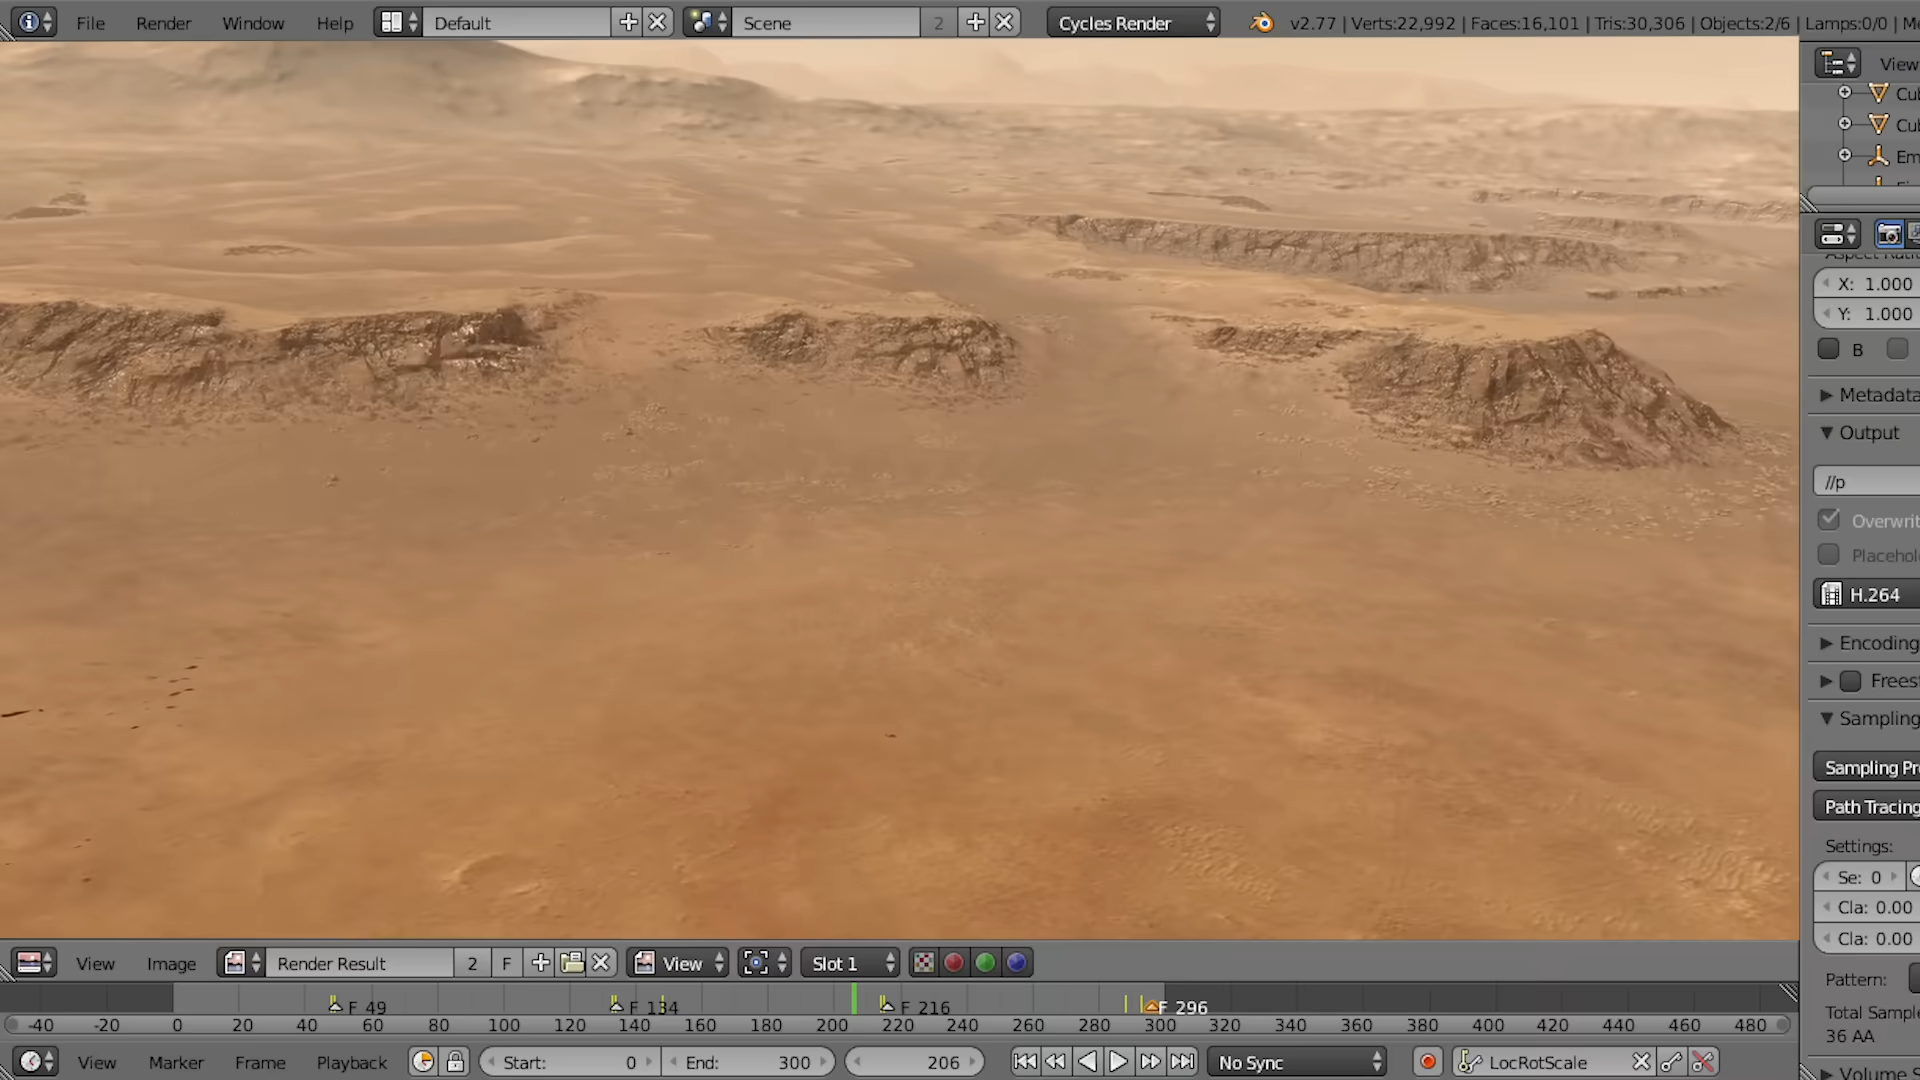 File Render Window Help Default Scene 2 Cycles Render v2.77 | Verts:22,992 | Faces:16,101 | Tris:30,306 | Objects:2/6 | Lamps:0/0 |
View
X: 1.000
Y: 1.000
B
Metadata
Output
//p
H.264
Encoding
Sampling
Path Tracing
Settings:
Se: 0
Cla: 0.00
Cla: 0.00
Pattern:
36 AA
View Image Render Result 2 F View Slot 1
F 49 F 134 F 216 F 296
-40 -20 0 20 40 60 80 100 120 140 160 180 200 220 240 260 280 300 320 340 360 380 400 420 440 460 480
View Marker Frame Playback Start: 0 End: 300 206 No Sync LocRotScale